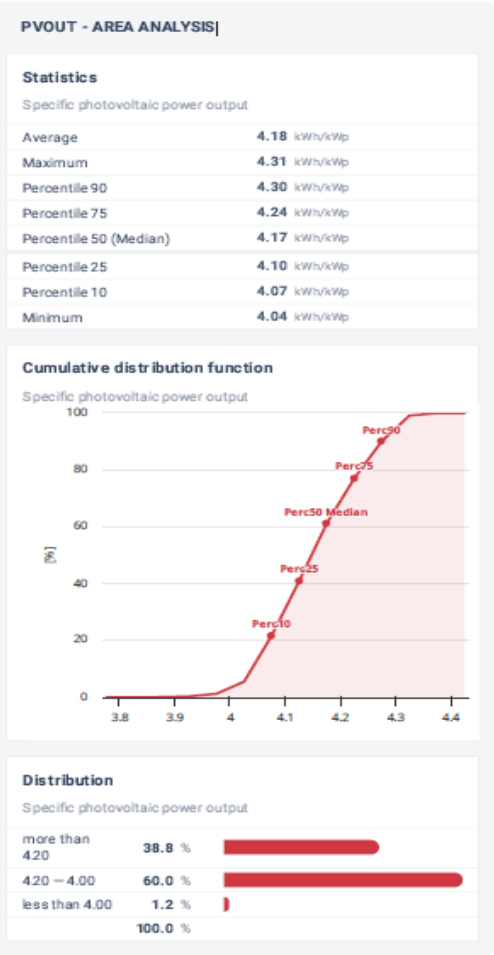 PVOUT - AREA ANALYSIS
Statistics
Specific photovoltaic power output
Average 4.18 kWh/kWp
Maximum 4.31 kWh/kWp
Percentile 90 4.30 kWh/kWp
Percentile 75 4.24 kWh/kWp
Percentile 50 (Median) 4.17 kWh/kWp
Percentile 25 4.10 kWh/kWp
Percentile 10 4.07 kWh/kWp
Minimum 4.04 kWh/kWp
Cumulative distribution function
Specific photovoltaic power output
100
Perc90
80
Perc75
60
Perc50 Median
[%]
40
Perc25
20
Perc10
0
3.8 3.9 4 4.1 4.2 4.3 4.4
Distribution
Specific photovoltaic power output
more than
4.20 38.8 %
4.20 – 4.00 60.0 %
less than 4.00 1.2 %
100.0 %